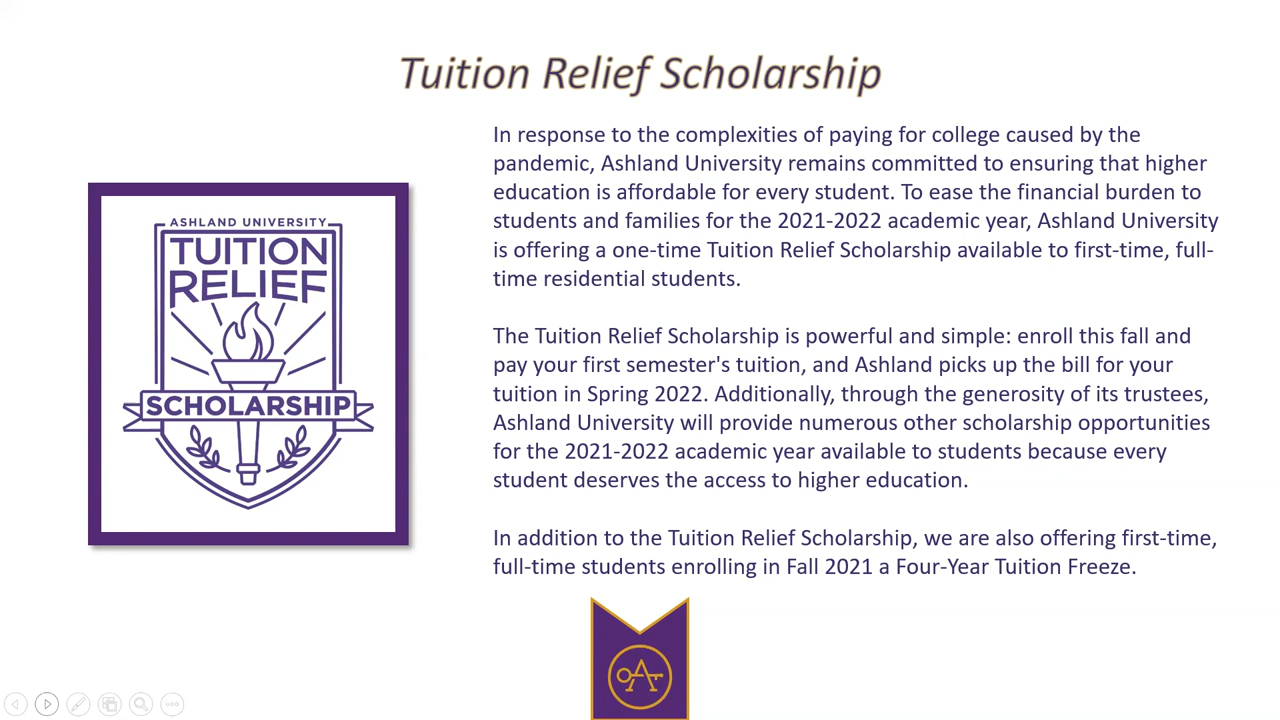 Tuition Relief Scholarship
In response to the complexities of paying for college caused by the
pandemic, Ashland University remains committed to ensuring that higher
education is affordable for every student. To ease the financial burden to
students and families for the 2021-2022 academic year, Ashland University
is offering a one-time Tuition Relief Scholarship available to first-time, full-
time residential students.
The Tuition Relief Scholarship is powerful and simple: enroll this fall and
pay your first semester's tuition, and Ashland picks up the bill for your
tuition in Spring 2022. Additionally, through the generosity of its trustees,
Ashland University will provide numerous other scholarship opportunities
for the 2021-2022 academic year available to students because every
student deserves the access to higher education.
In addition to the Tuition Relief Scholarship, we are also offering first-time,
full-time students enrolling in Fall 2021 a Four-Year Tuition Freeze.
ASHLAND UNIVERSITY
TUITION
RELIEF
SCHOLARSHIP